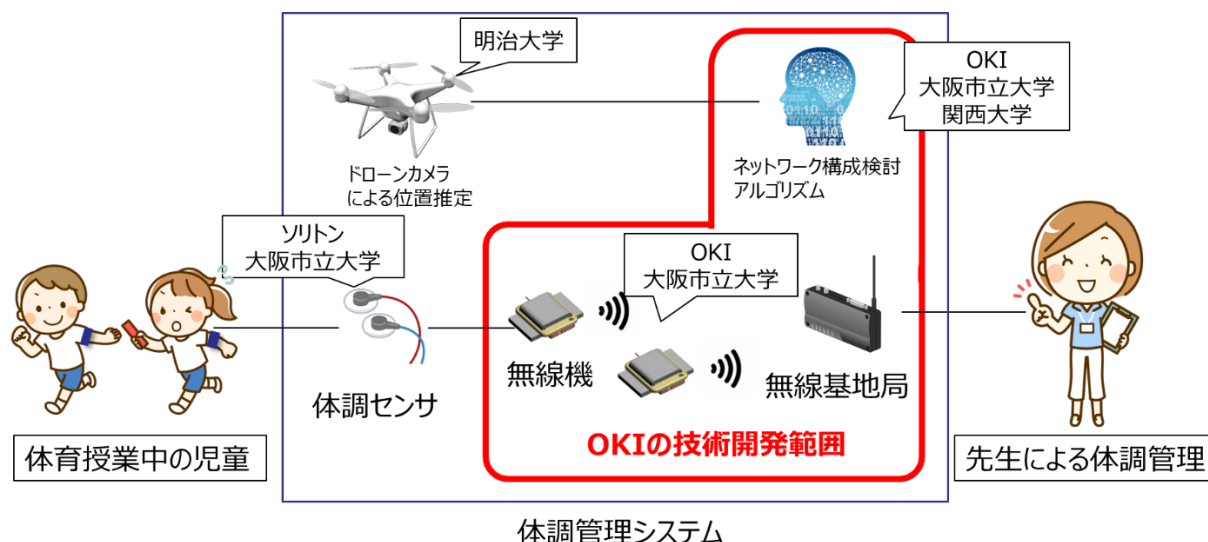 明治大学
OKI
大阪市立大学
関西大学
ドローンカメラ
による位置推定
ネットワーク構成検討
アルゴリズム
ソリトン
大阪市立大学
OKI
大阪市立大学
体調センサ
無線機
無線基地局
OKIの技術開発範囲
体育授業中の児童
先生による体調管理
体調管理システム